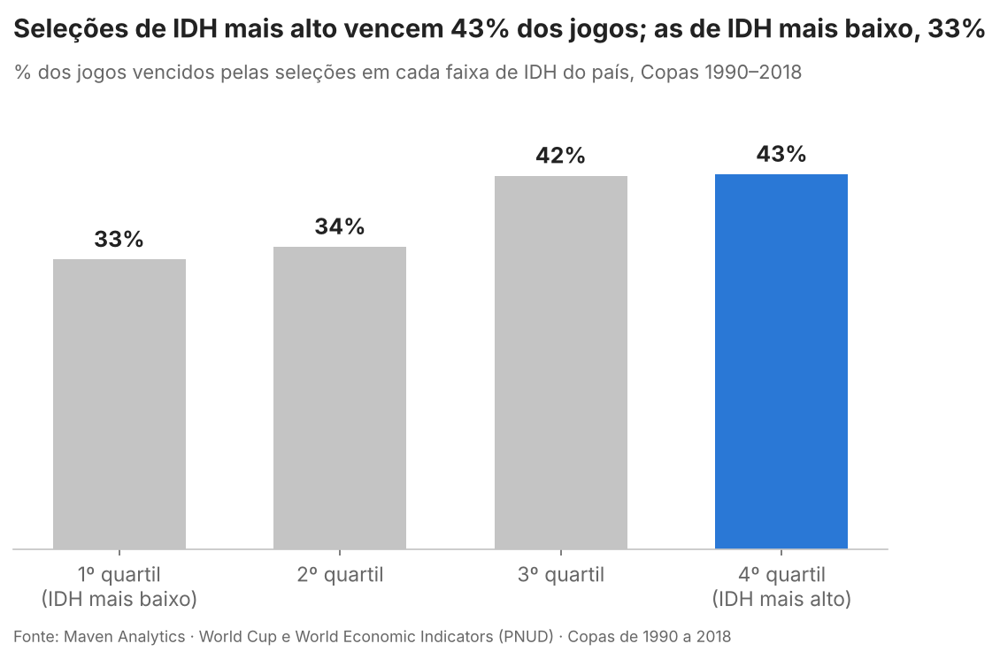 Seleções de IDH mais alto vencem 43% dos jogos; as de IDH mais baixo, 33%
% dos jogos vencidos pelas seleções em cada faixa de IDH do país, Copas 1990–2018
33%
34%
42%
43%
1º quartil
(IDH mais baixo)
2º quartil
3º quartil
4º quartil
(IDH mais alto)
Fonte: Maven Analytics · World Cup e World Economic Indicators (PNUD) · Copas de 1990 a 2018